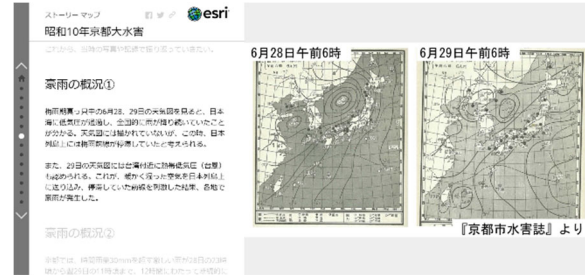 ストーリー マップ
esri
昭和10年京都大水害
豪雨の概況①
梅雨期真っ只中の6月28、29日の天気図を見ると、日本
海に低気圧が通過し、全国的に雨が降り続いていたこと
が分かる。天気図には描かれていないが、この時、日本
列島上には梅雨前線が停滞していたと考えられる。
また、29日の天気図には台湾付近に熱帯低気圧（台風）
も認められる。これが、暖かく湿った空気を日本列島上
に送り込み、停滞していた前線を刺激した結果、各地で
豪雨が発生した。
豪雨の概況②
6月28日午前6時
6月29日午前6時
『京都市水害誌』より